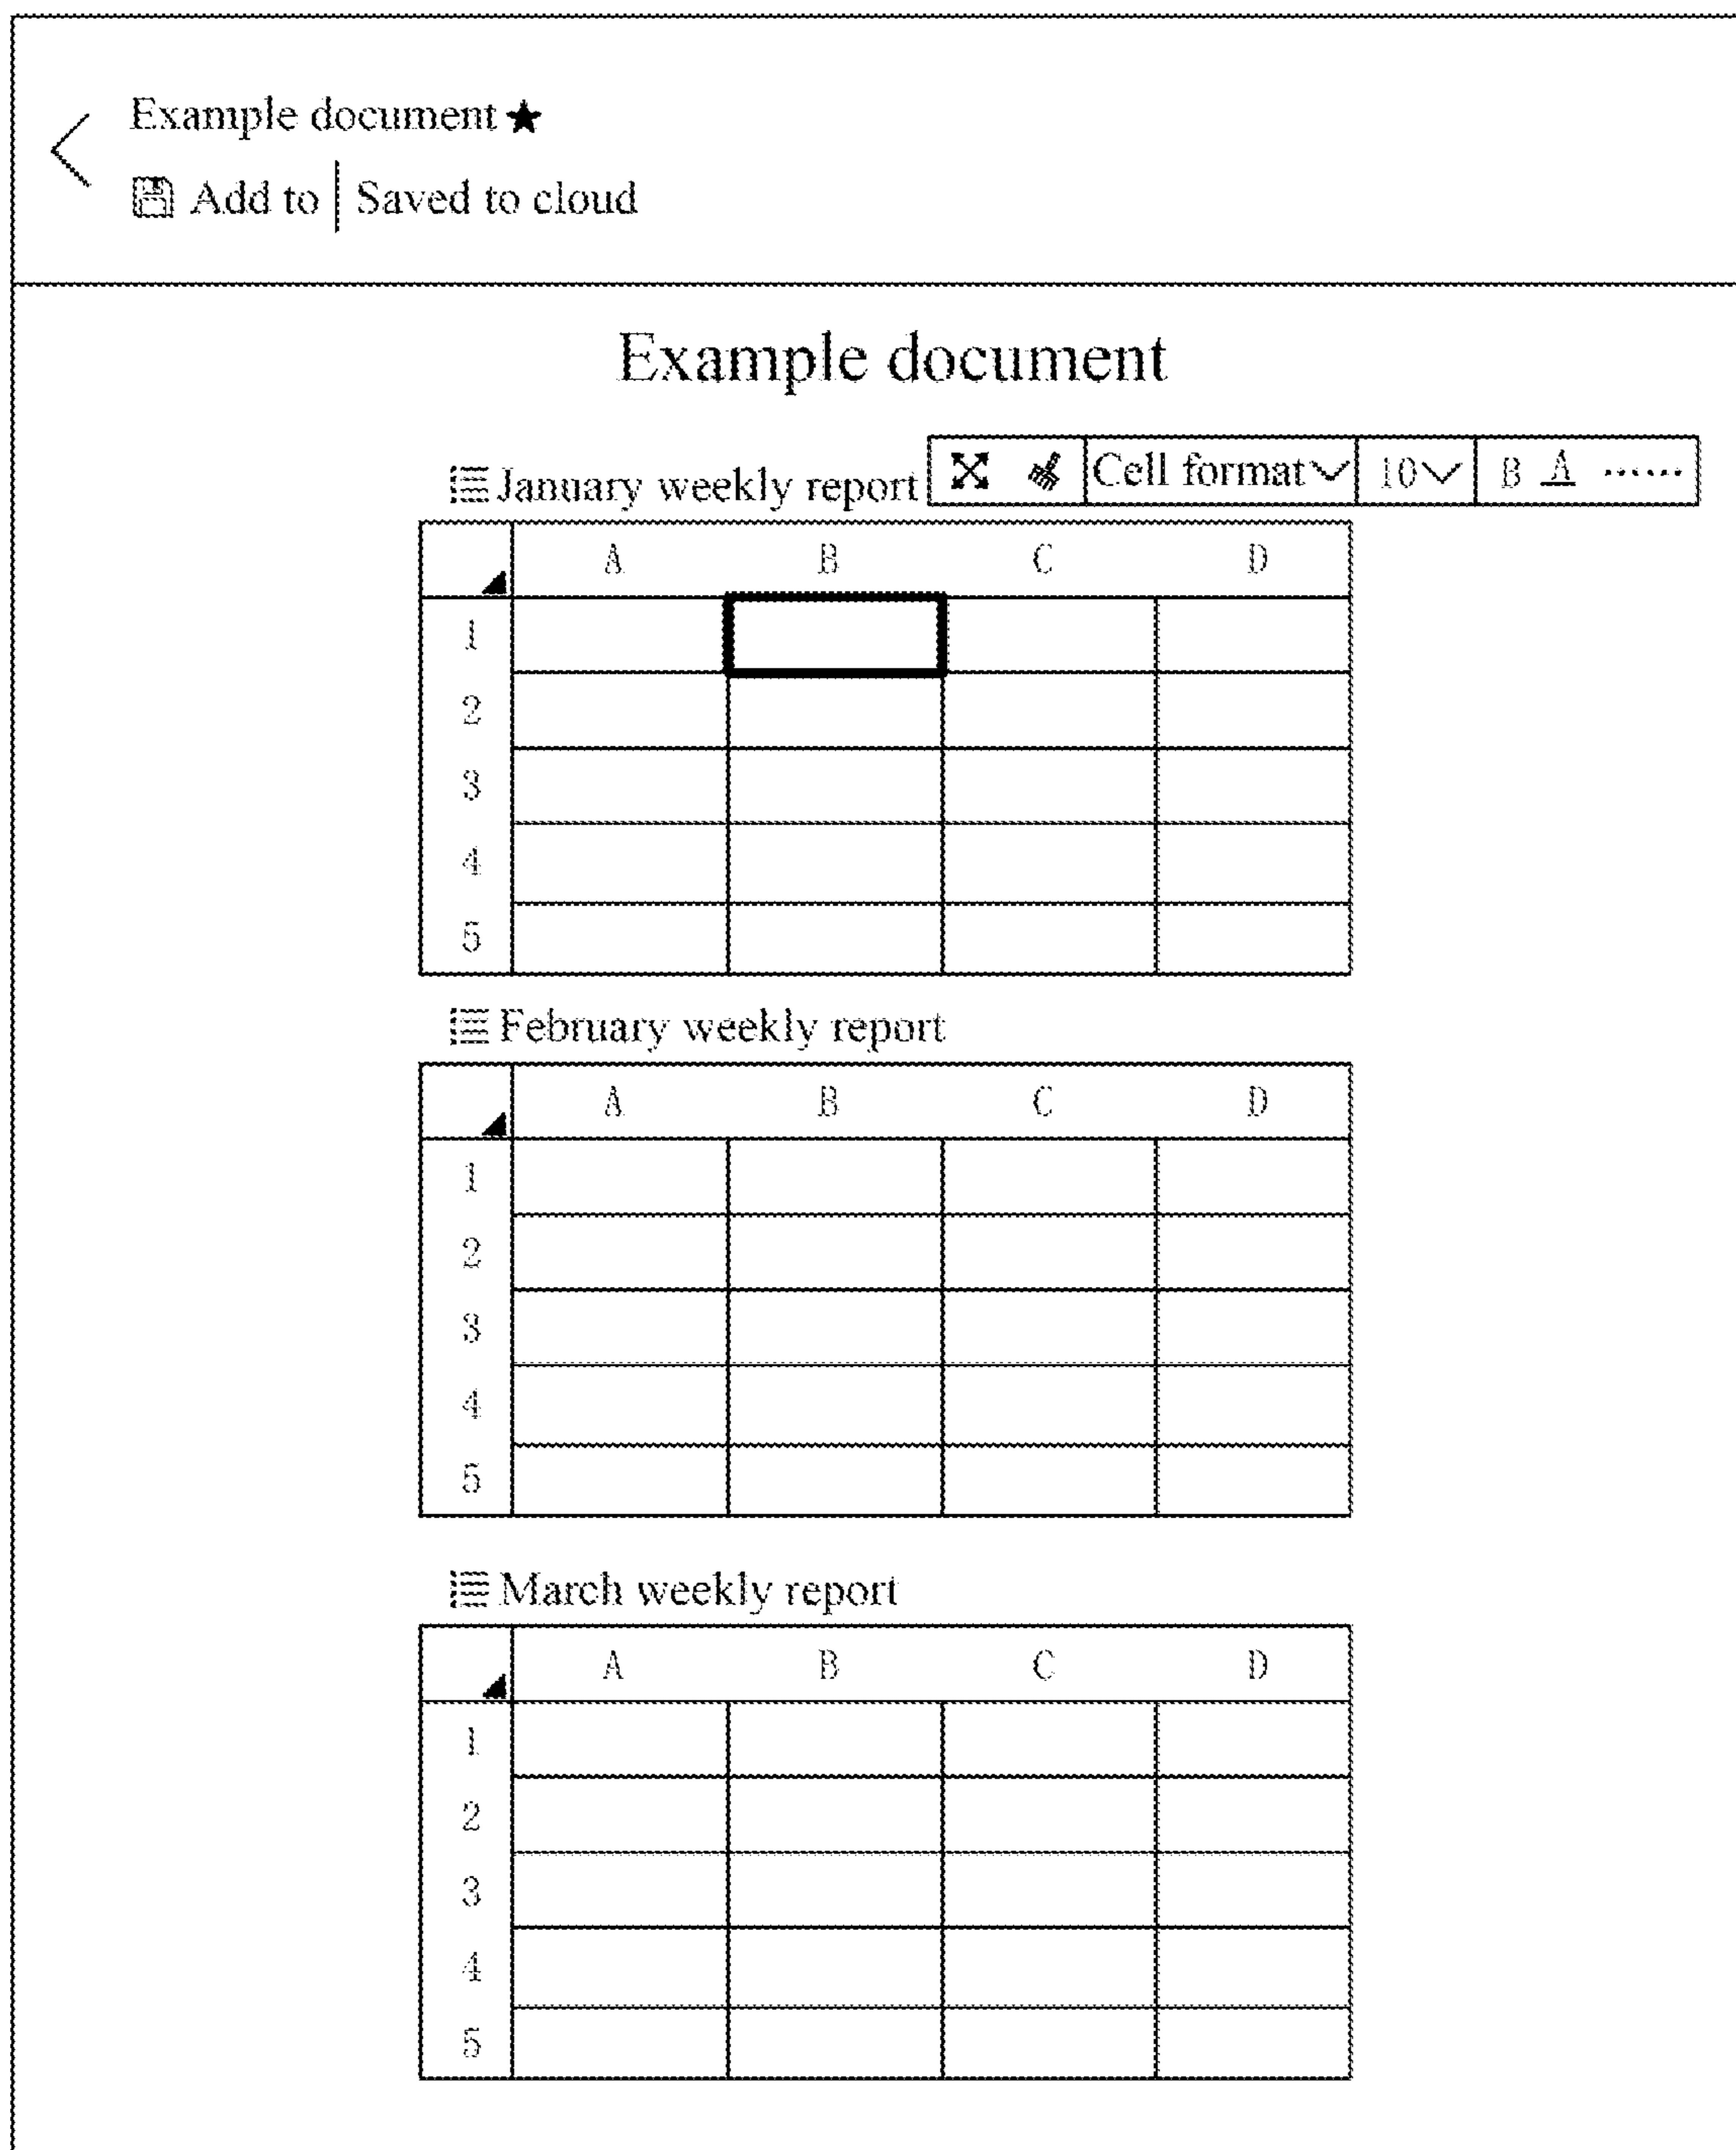 Example document
Add to | Saved to cloud
Example document
January weekly report
Cell format 10 B A ......
A B C D
1
2
3
4
5
February weekly report
A B C D
1
2
3
4
5
March weekly report
A B C D
1
2
3
4
5